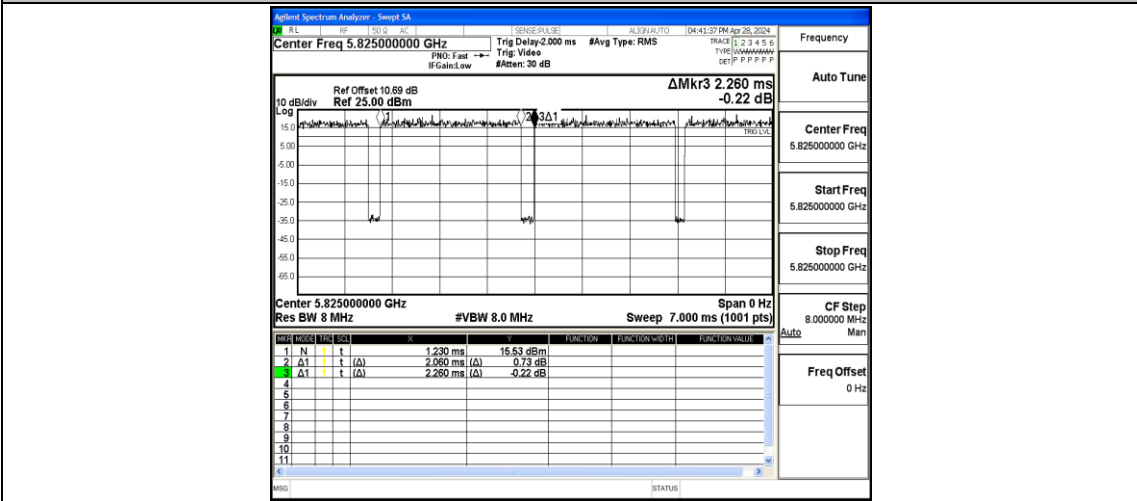 Agilent Spectrum Analyzer - Swept SA
RL RF 50 Ω AC SENSE:PULSE ALIGN AUTO 04:41:37 PM Apr 28, 2024
Center Freq 5.825000000 GHz Trig Delay-2.000 ms #Avg Type: RMS TRACE 1 2 3 4 5 6
PNO: Fast Trig: Video TYPE WWWWWW
IFGain:Low #Atten: 30 dB DET P P P P P P
ΔMkr3 2.260 ms
Ref Offset 10.69 dB
10 dB/div Ref 25.00 dBm -0.22 dB
Log
1 2 3Δ1
15.0
TRIG LVL
5.00
-5.00
-15.0
-25.0
-35.0
-45.0
-55.0
-65.0
Center 5.825000000 GHz Span 0 Hz
Res BW 8 MHz #VBW 8.0 MHz Sweep 7.000 ms (1001 pts)
MKR MODE TRC SCL X Y FUNCTION FUNCTION WIDTH FUNCTION VALUE
1 N 1 t 1.230 ms 15.53 dBm
2 Δ1 1 t (Δ) 2.060 ms (Δ) 0.73 dB
3 Δ1 1 t (Δ) 2.260 ms (Δ) -0.22 dB
4
5
6
7
8
9
10
11
MSG STATUS
Frequency
Auto Tune
Center Freq
5.825000000 GHz
Start Freq
5.825000000 GHz
Stop Freq
5.825000000 GHz
CF Step
8.000000 MHz
Auto Man
Freq Offset
0 Hz